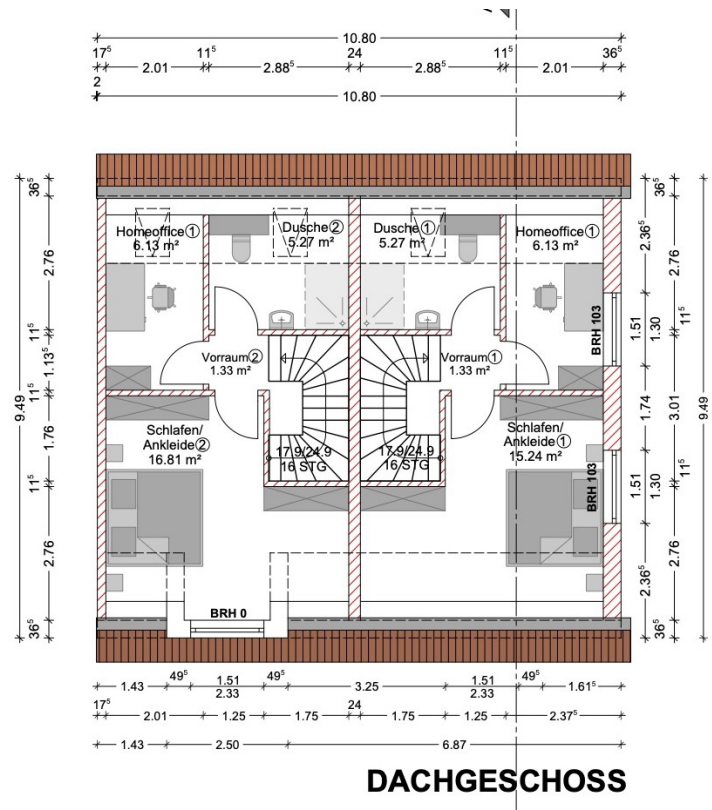 10.80
17⁵ 11⁵ 24 11⁵ 36⁵
2.01 2.88⁵ 2.88⁵ 2.01
2
10.80
Homeoffice①
6.13 m²
Dusche②
5.27 m²
Dusche①
5.27 m²
Homeoffice①
6.13 m²
Vorraum②
1.33 m²
Vorraum①
1.33 m²
Schlafen/
Ankleide②
16.81 m²
17.9/24.9
16 STG
17.9/24.9
16 STG
Schlafen/
Ankleide①
15.24 m²
BRH 103
BRH 103
BRH 0
9.49
36⁵
2.76
11⁵
1.13⁵
11⁵
1.76
11⁵
2.76
36⁵
2.36⁵
1.51
1.30
1.74
1.51
1.30
2.36⁵
36⁵
2.76
11⁵
3.01
11⁵
2.76
36⁵
9.49
49⁵ 49⁵ 49⁵
1.43 1.51 3.25 1.51 1.61⁵
2.33 2.33
17⁵ 24
2.01 1.25 1.75 1.75 1.25 2.37⁵
1.43 2.50 6.87
DACHGESCHOSS